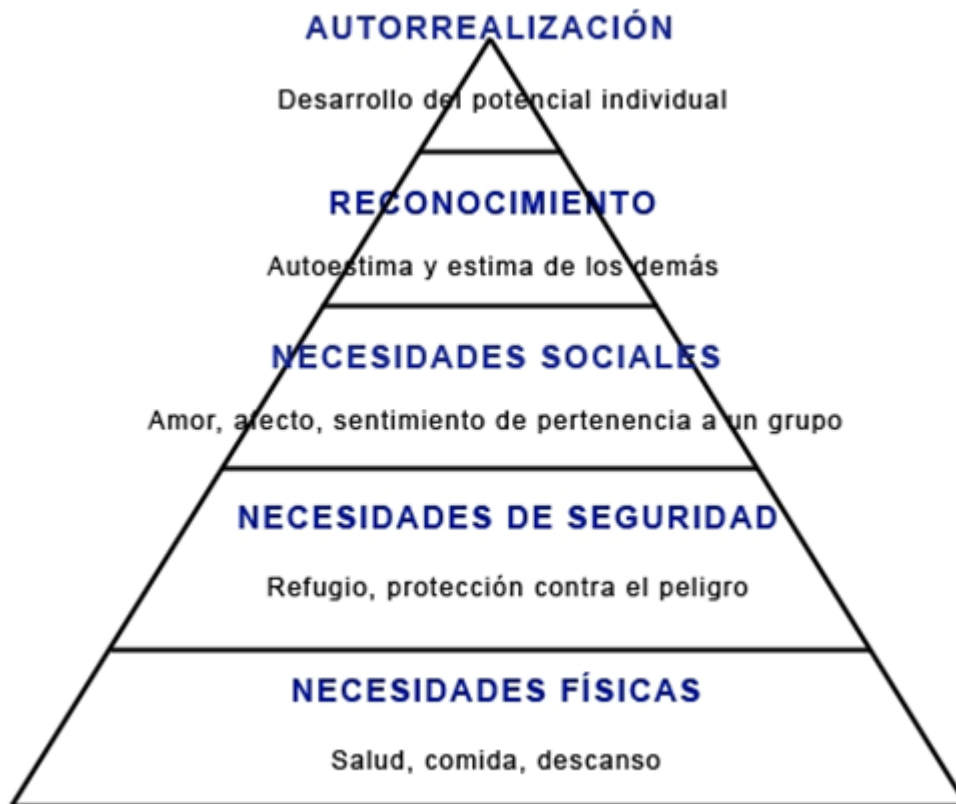 AUTORREALIZACIÓN
Desarrollo del potencial individual
RECONOCIMIENTO
Autoestima y estima de los demás
NECESIDADES SOCIALES
Amor, afecto, sentimiento de pertenencia a un grupo
NECESIDADES DE SEGURIDAD
Refugio, protección contra el peligro
NECESIDADES FÍSICAS
Salud, comida, descanso